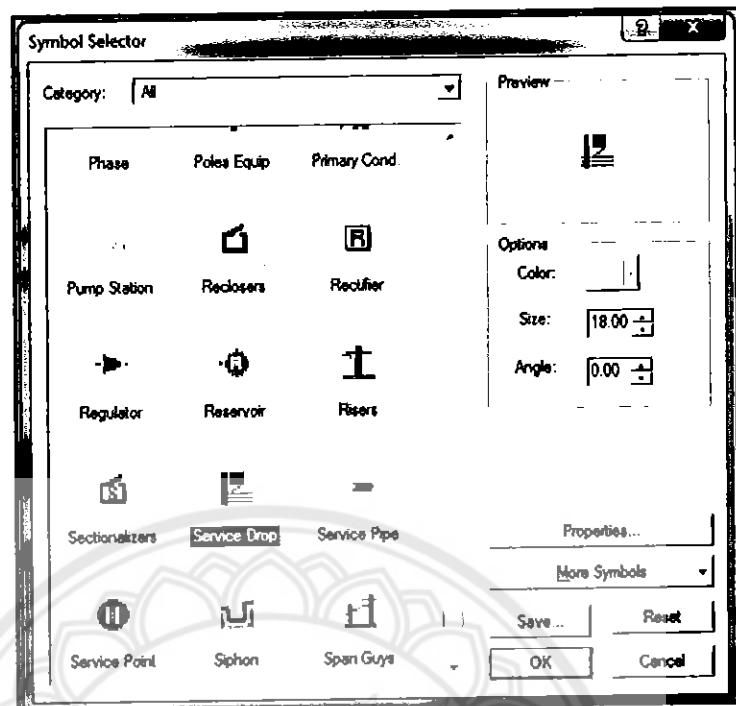 Symbol Selector
Category: All
Phase Poles Equip Primary Cond.
Pump Station Reclosers Rectifier
R
Regulator Reservoir Risers
Sectionalizers Service Drop Service Pipe
S
Service Point Siphon Span Guys
Preview
Options
Color:
Size: 18.00
Angle: 0.00
Properties...
More Symbols
Save... Reset
OK Cancel